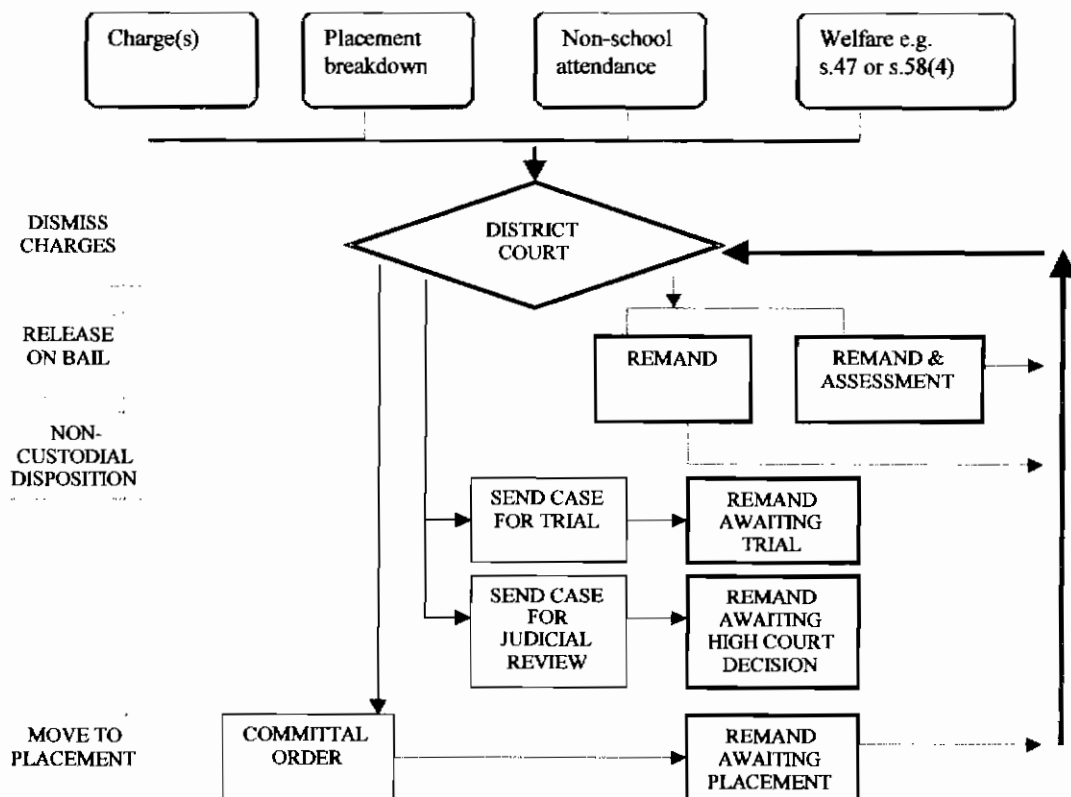 Charge(s)
Placement
breakdown
Non-school
attendance
Welfare e.g.
s.47 or s.58(4)
DISTRICT
COURT
DISMISS
CHARGES
RELEASE
ON BAIL
REMAND
REMAND &
ASSESSMENT
NON-
CUSTODIAL
DISPOSITION
SEND CASE
FOR TRIAL
REMAND
AWAITING
TRIAL
SEND CASE
FOR
JUDICIAL
REVIEW
REMAND
AWAITING
HIGH COURT
DECISION
MOVE TO
PLACEMENT
COMMITTAL
ORDER
REMAND
AWAITING
PLACEMENT